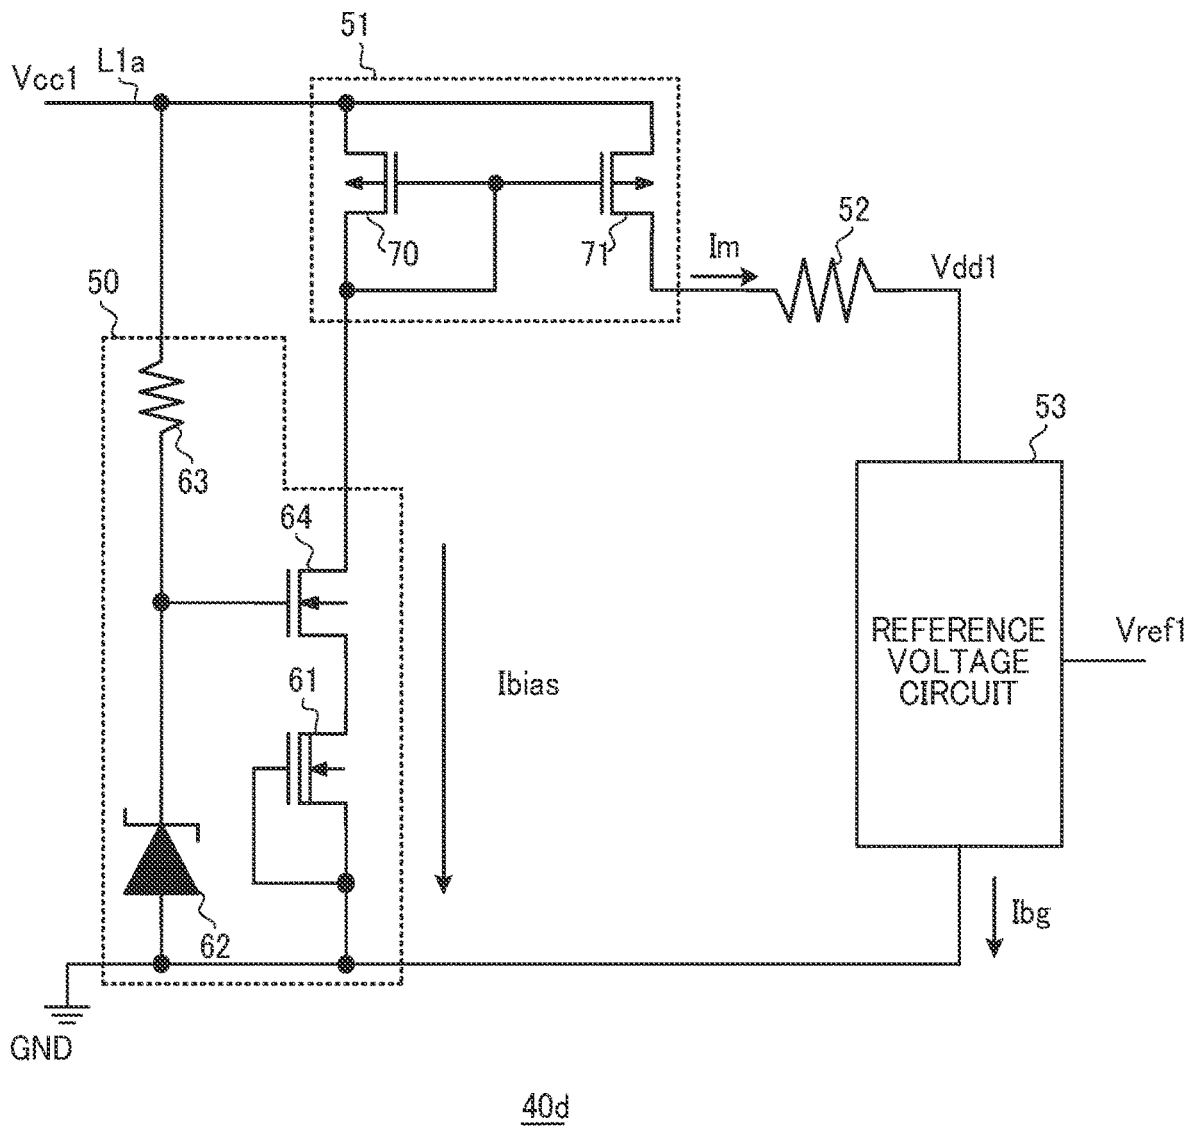 51
L1a
Vcc1
52
70
71
Im
Vdd1
50
53
63
64
REFERENCE
VOLTAGE
CIRCUIT
Vref1
61
Ibias
62
Ibg
GND
40d